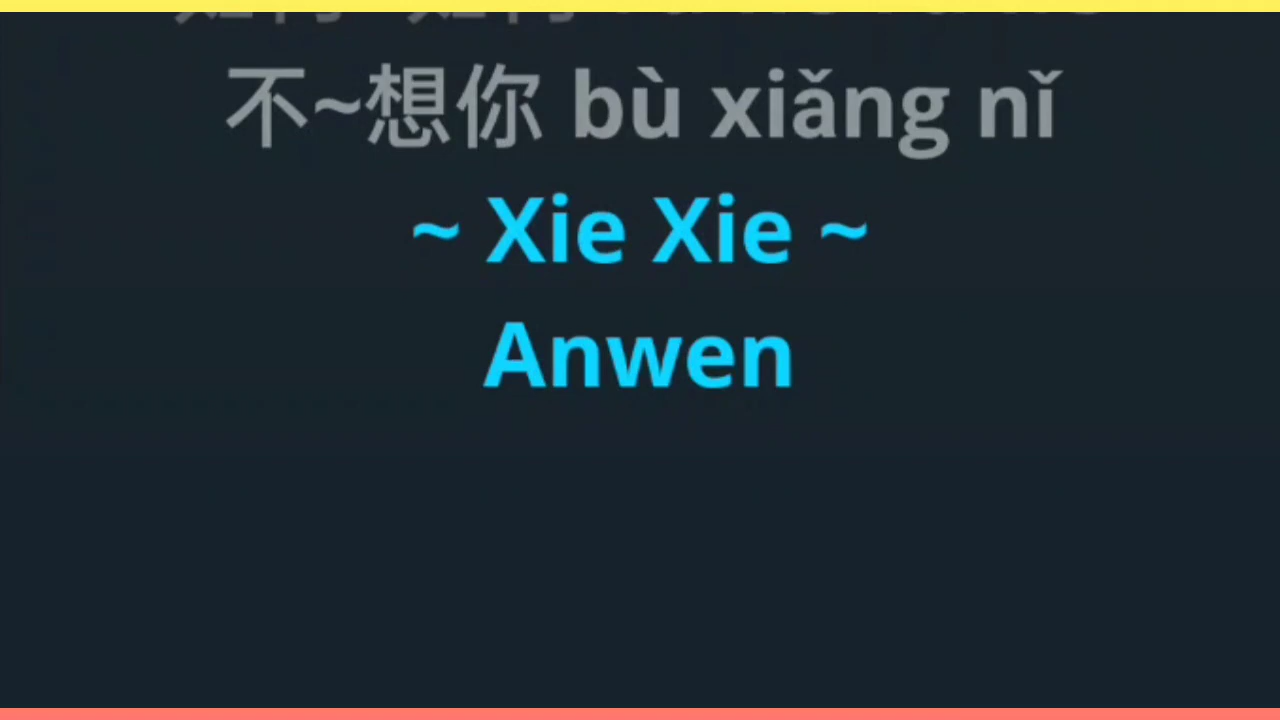 不~想你 bù xiǎng nǐ
~ Xie Xie ~
Anwen